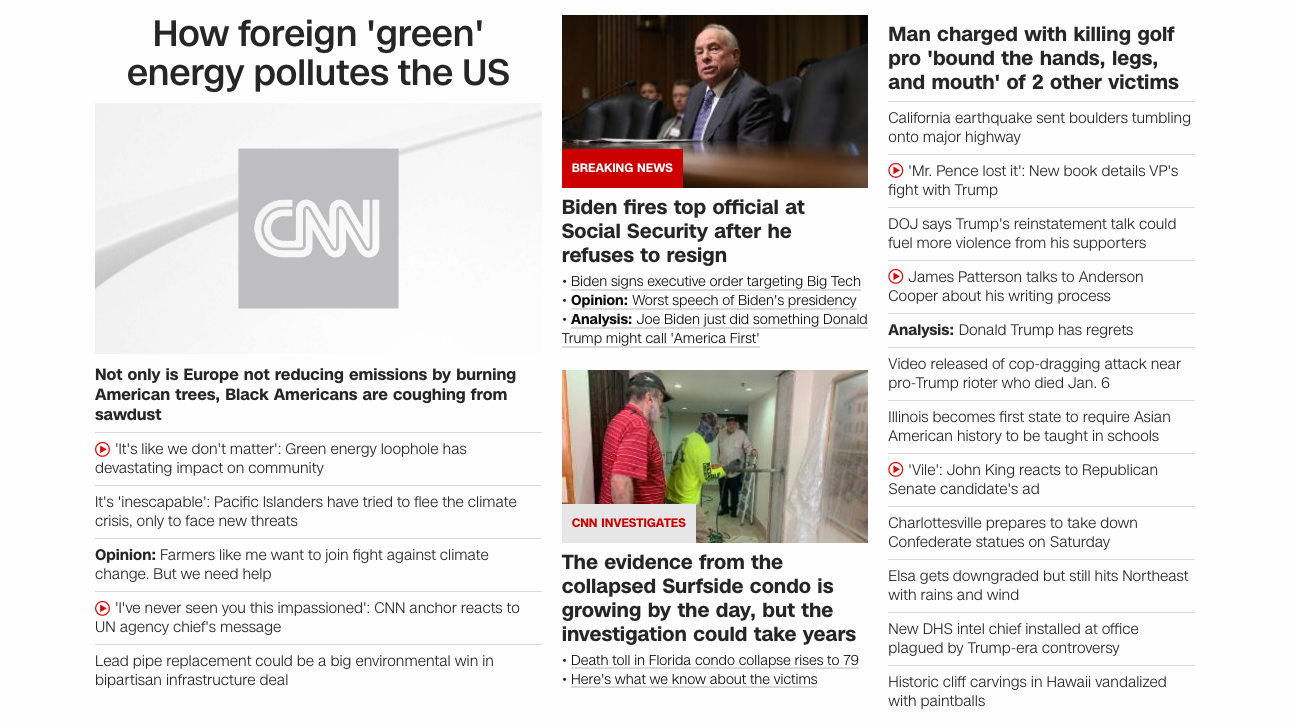 How foreign 'green'
energy pollutes the US
CNN
Not only is Europe not reducing emissions by burning
American trees, Black Americans are coughing from
sawdust
'It's like we don't matter': Green energy loophole has
devastating impact on community
It's 'inescapable': Pacific Islanders have tried to flee the climate
crisis, only to face new threats
Opinion: Farmers like me want to join fight against climate
change. But we need help
'I've never seen you this impassioned': CNN anchor reacts to
UN agency chief's message
Lead pipe replacement could be a big environmental win in
bipartisan infrastructure deal
BREAKING NEWS
Biden fires top official at
Social Security after he
refuses to resign
• Biden signs executive order targeting Big Tech
• Opinion: Worst speech of Biden's presidency
• Analysis: Joe Biden just did something Donald
Trump might call 'America First'
CNN INVESTIGATES
The evidence from the
collapsed Surfside condo is
growing by the day, but the
investigation could take years
• Death toll in Florida condo collapse rises to 79
• Here's what we know about the victims
Man charged with killing golf
pro 'bound the hands, legs,
and mouth' of 2 other victims
California earthquake sent boulders tumbling
onto major highway
'Mr. Pence lost it': New book details VP's
fight with Trump
DOJ says Trump's reinstatement talk could
fuel more violence from his supporters
James Patterson talks to Anderson
Cooper about his writing process
Analysis: Donald Trump has regrets
Video released of cop-dragging attack near
pro-Trump rioter who died Jan. 6
Illinois becomes first state to require Asian
American history to be taught in schools
'Vile': John King reacts to Republican
Senate candidate's ad
Charlottesville prepares to take down
Confederate statues on Saturday
Elsa gets downgraded but still hits Northeast
with rains and wind
New DHS intel chief installed at office
plagued by Trump-era controversy
Historic cliff carvings in Hawaii vandalized
with paintballs